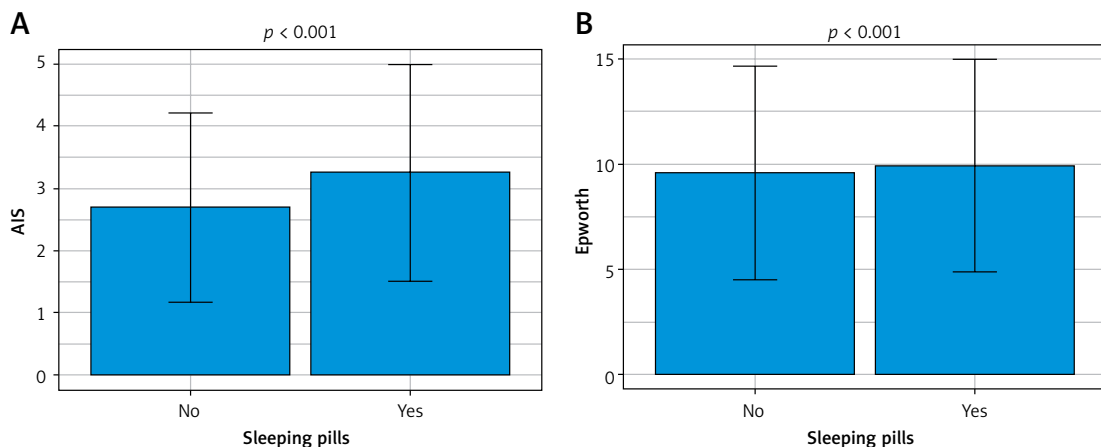 A
p < 0.001
5
4
3
2
1
0
AIS
No Yes
Sleeping pills
B
p < 0.001
15
10
5
0
Epworth
No Yes
Sleeping pills